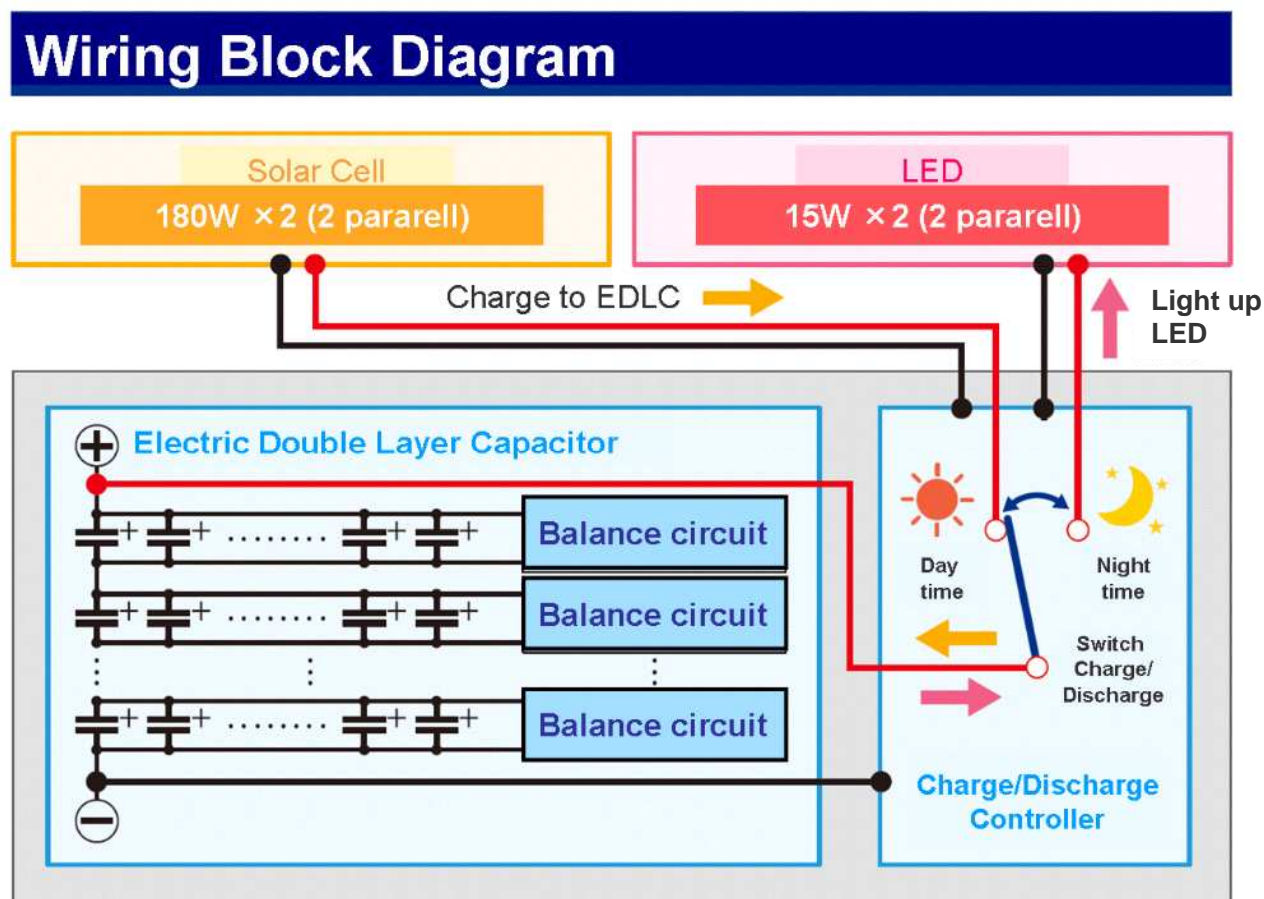 Wiring Block Diagram
Solar Cell
180W ×2 (2 pararell)
LED
15W ×2 (2 pararell)
Charge to EDLC
Light up
LED
Electric Double Layer Capacitor
+ + ........ + +
Balance circuit
+ + ........ + +
Balance circuit
+ + ........ + +
Balance circuit
Day
time
Night
time
Switch
Charge/
Discharge
Charge/Discharge
Controller